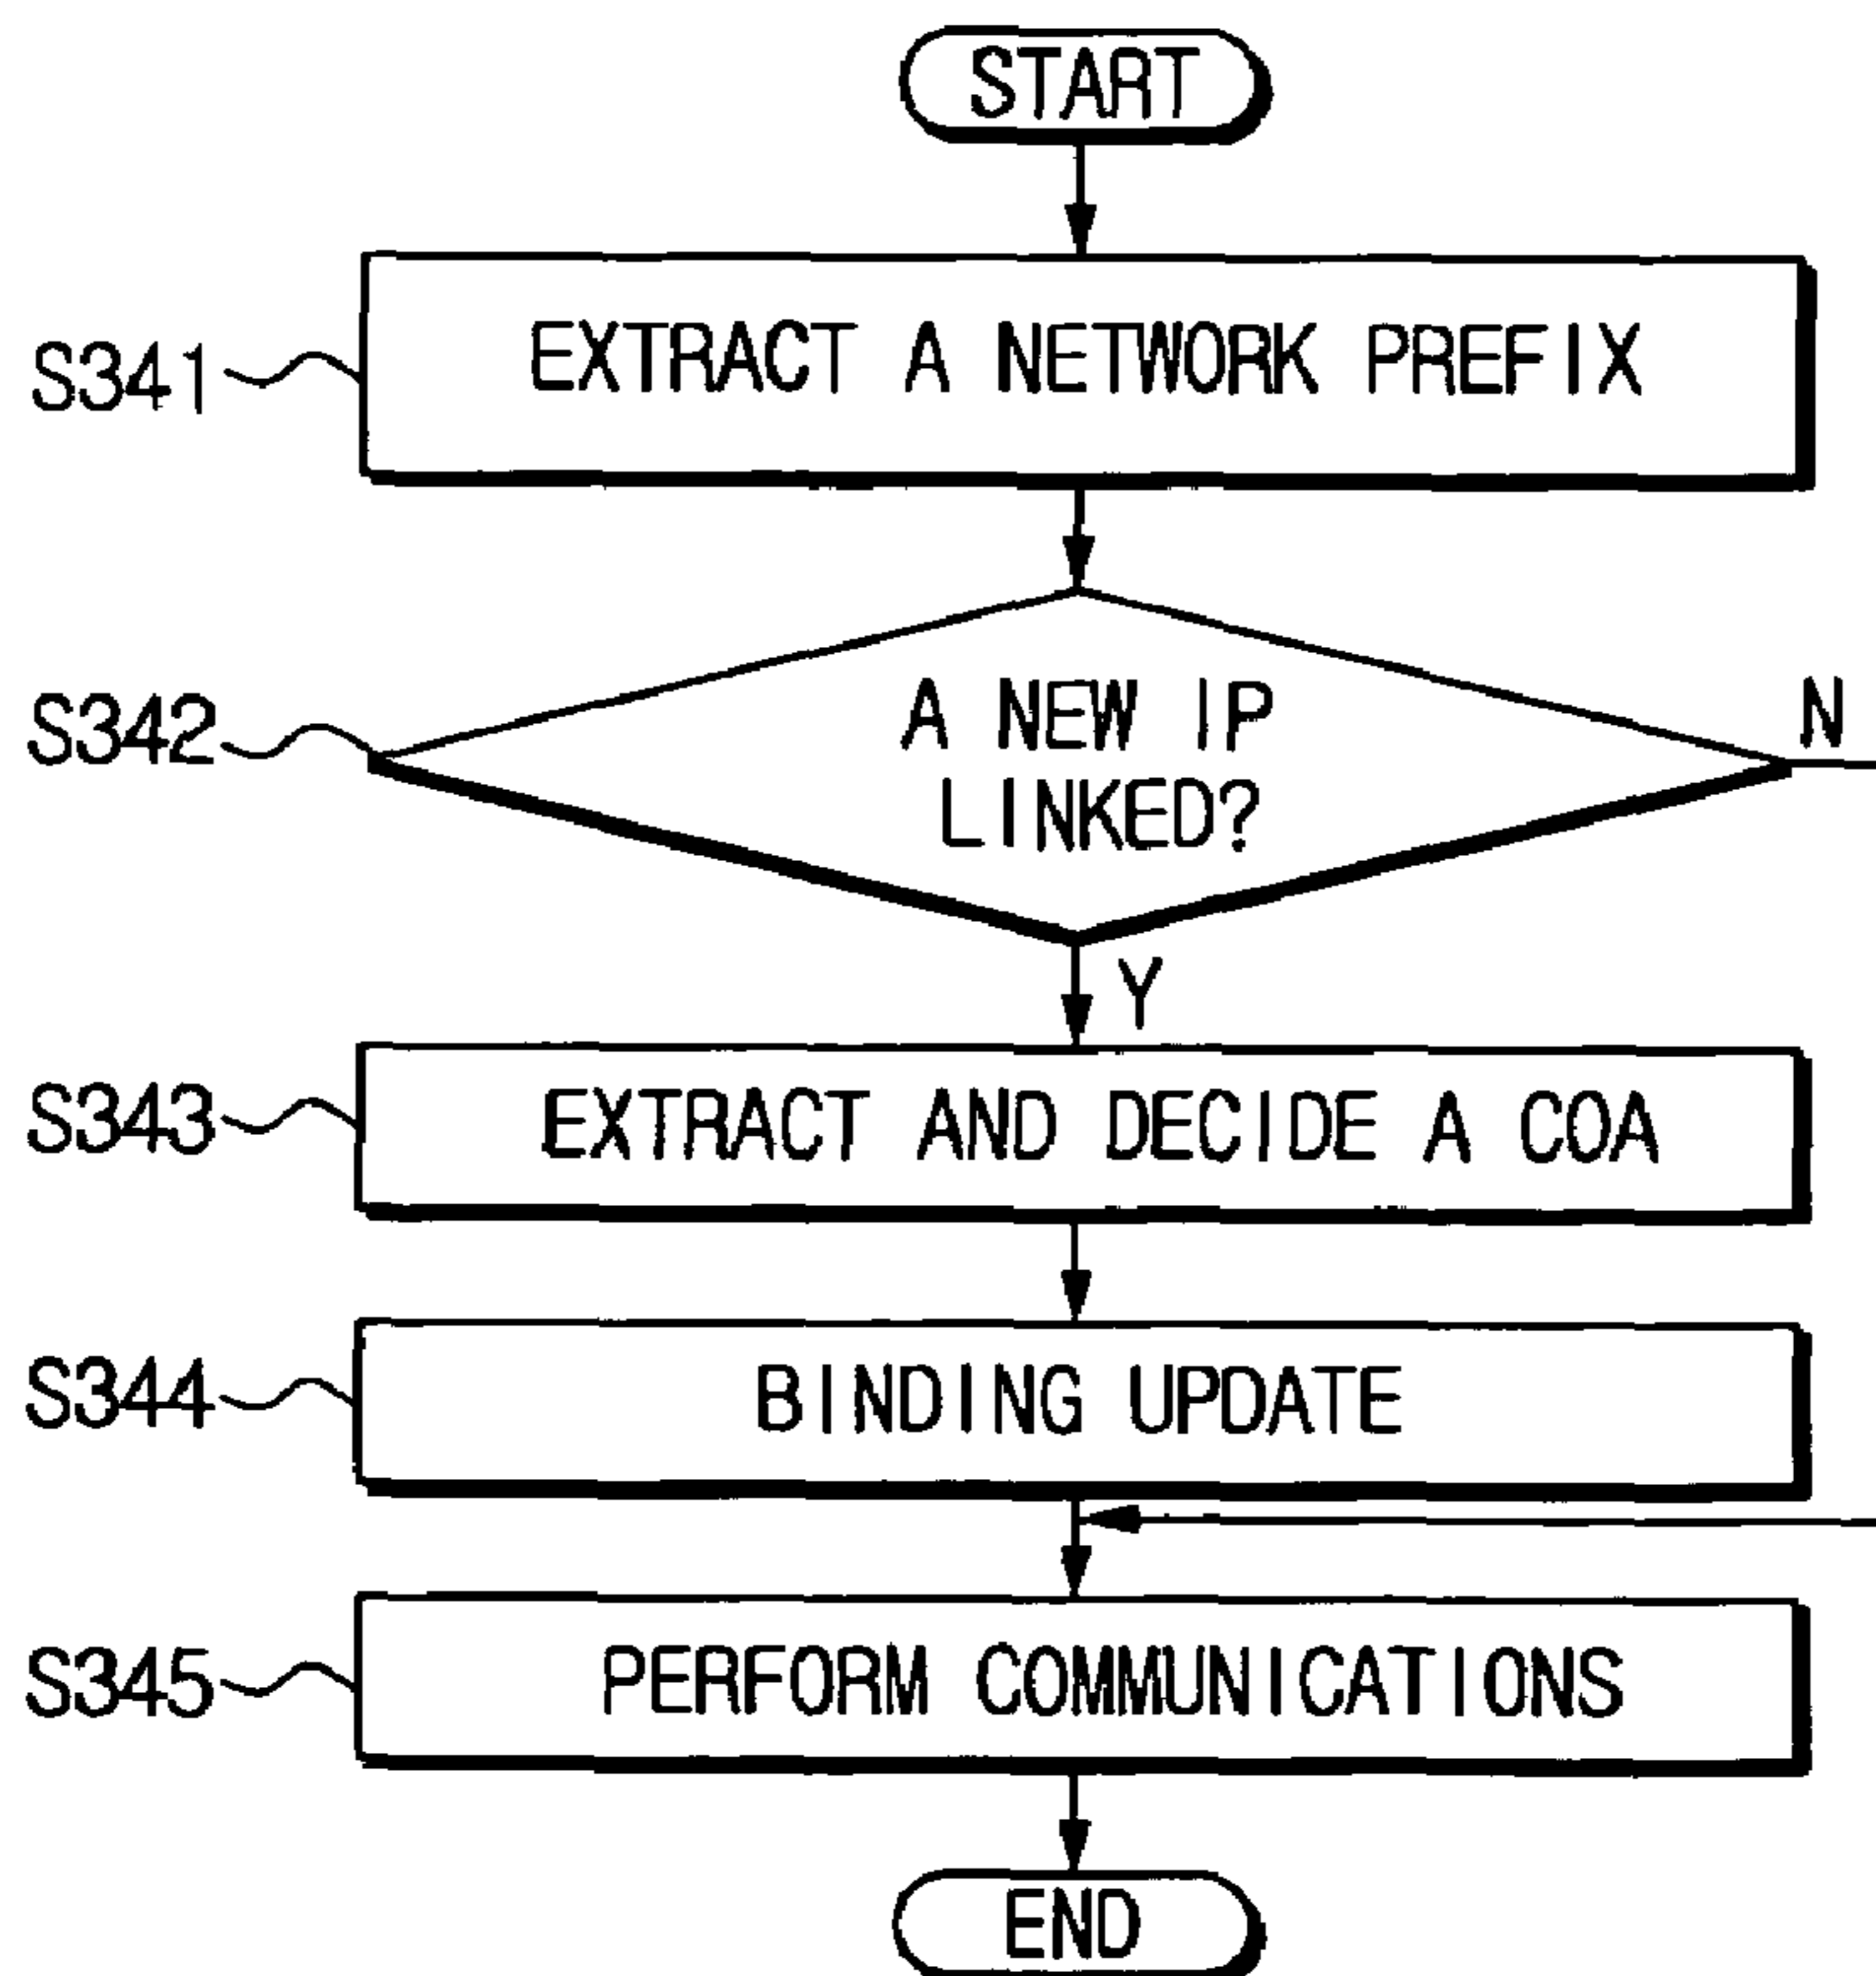 START
S341
EXTRACT A NETWORK PREFIX
S342
A NEW IP
LINKED?
N
Y
S343
EXTRACT AND DECIDE A COA
S344
BINDING UPDATE
S345
PERFORM COMMUNICATIONS
END